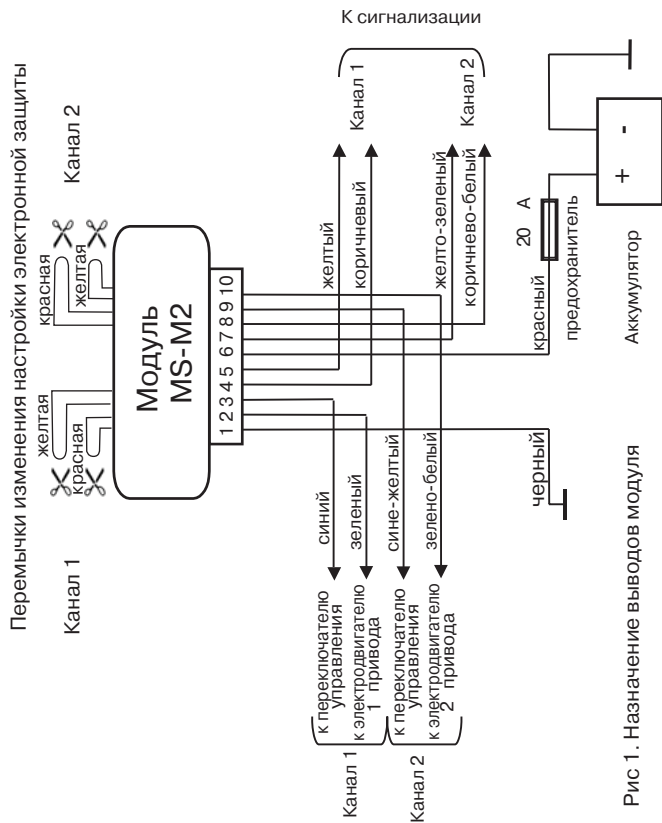 Перемычки изменения настройки электронной защиты
Канал 1
Канал 2
желтая
красная
красная
желтая
Модуль
MS-M2
1 2 3 4 5 6 7 8 9 10
К сигнализации
синий
зеленый
сине-желтый
зелено-белый
желтый
коричневый
желто-зеленый
коричнево-белый
Канал 1
Канал 2
к переключателю
управления
к электродвигателю
1 привода
к переключателю
управления
к электродвигателю
2 привода
Канал 1
Канал 2
черный
красный
20 А
предохранитель
+ -
Аккумулятор
Рис 1. Назначение выводов модуля